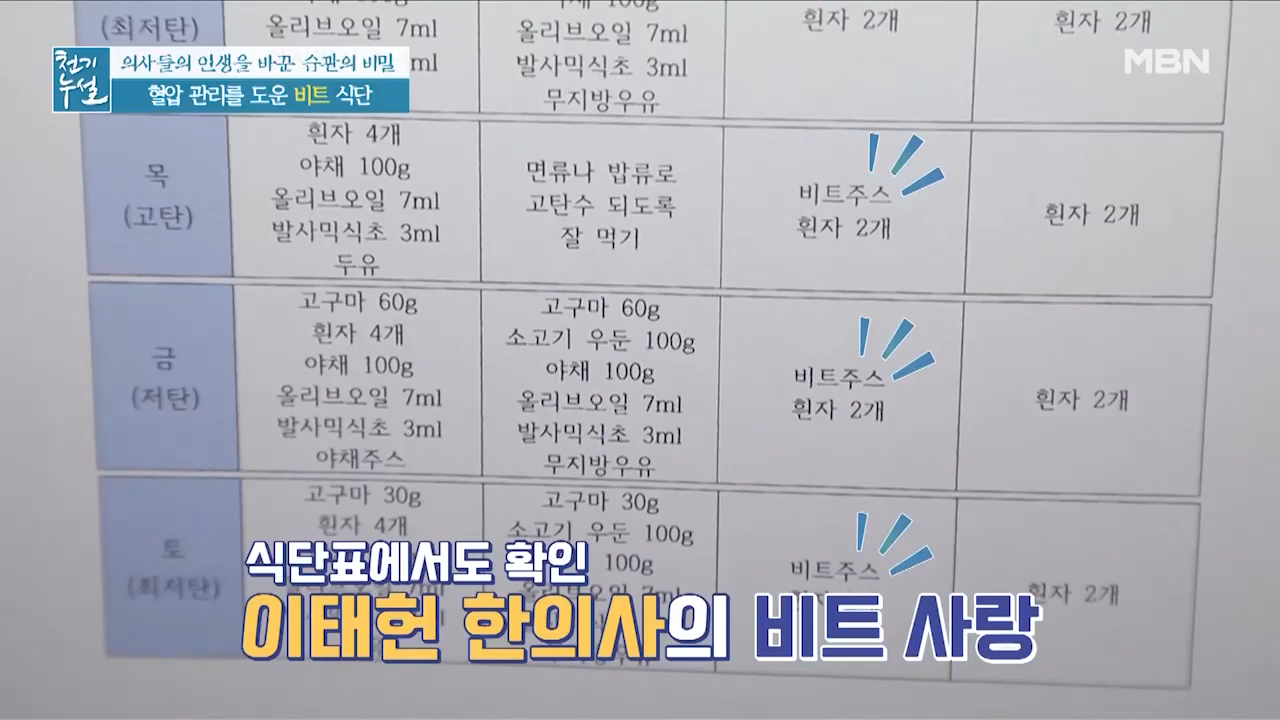 천기누설
의사들의 인생을 바꾼 습관의 비밀
혈압 관리를 도운 비트 식단
MBN
(최저탄)
올리브오일 7ml
100g
올리브오일 7ml
발사믹식초 3ml
무지방우유
흰자 2개
흰자 2개
목
(고탄)
흰자 4개
야채 100g
올리브오일 7ml
발사믹식초 3ml
두유
면류나 밥류로
고탄수 되도록
잘 먹기
비트주스
흰자 2개
흰자 2개
금
(저탄)
고구마 60g
흰자 4개
야채 100g
올리브오일 7ml
발사믹식초 3ml
야채주스
고구마 60g
소고기 우둔 100g
야채 100g
올리브오일 7ml
발사믹식초 3ml
무지방우유
비트주스
흰자 2개
흰자 2개
토
(최저탄)
고구마 30g
흰자 4개
고구마 30g
소고기 우둔 100g
100g
비트주스
흰자 2개
식단표에서도 확인
이태헌 한의사의 비트 사랑